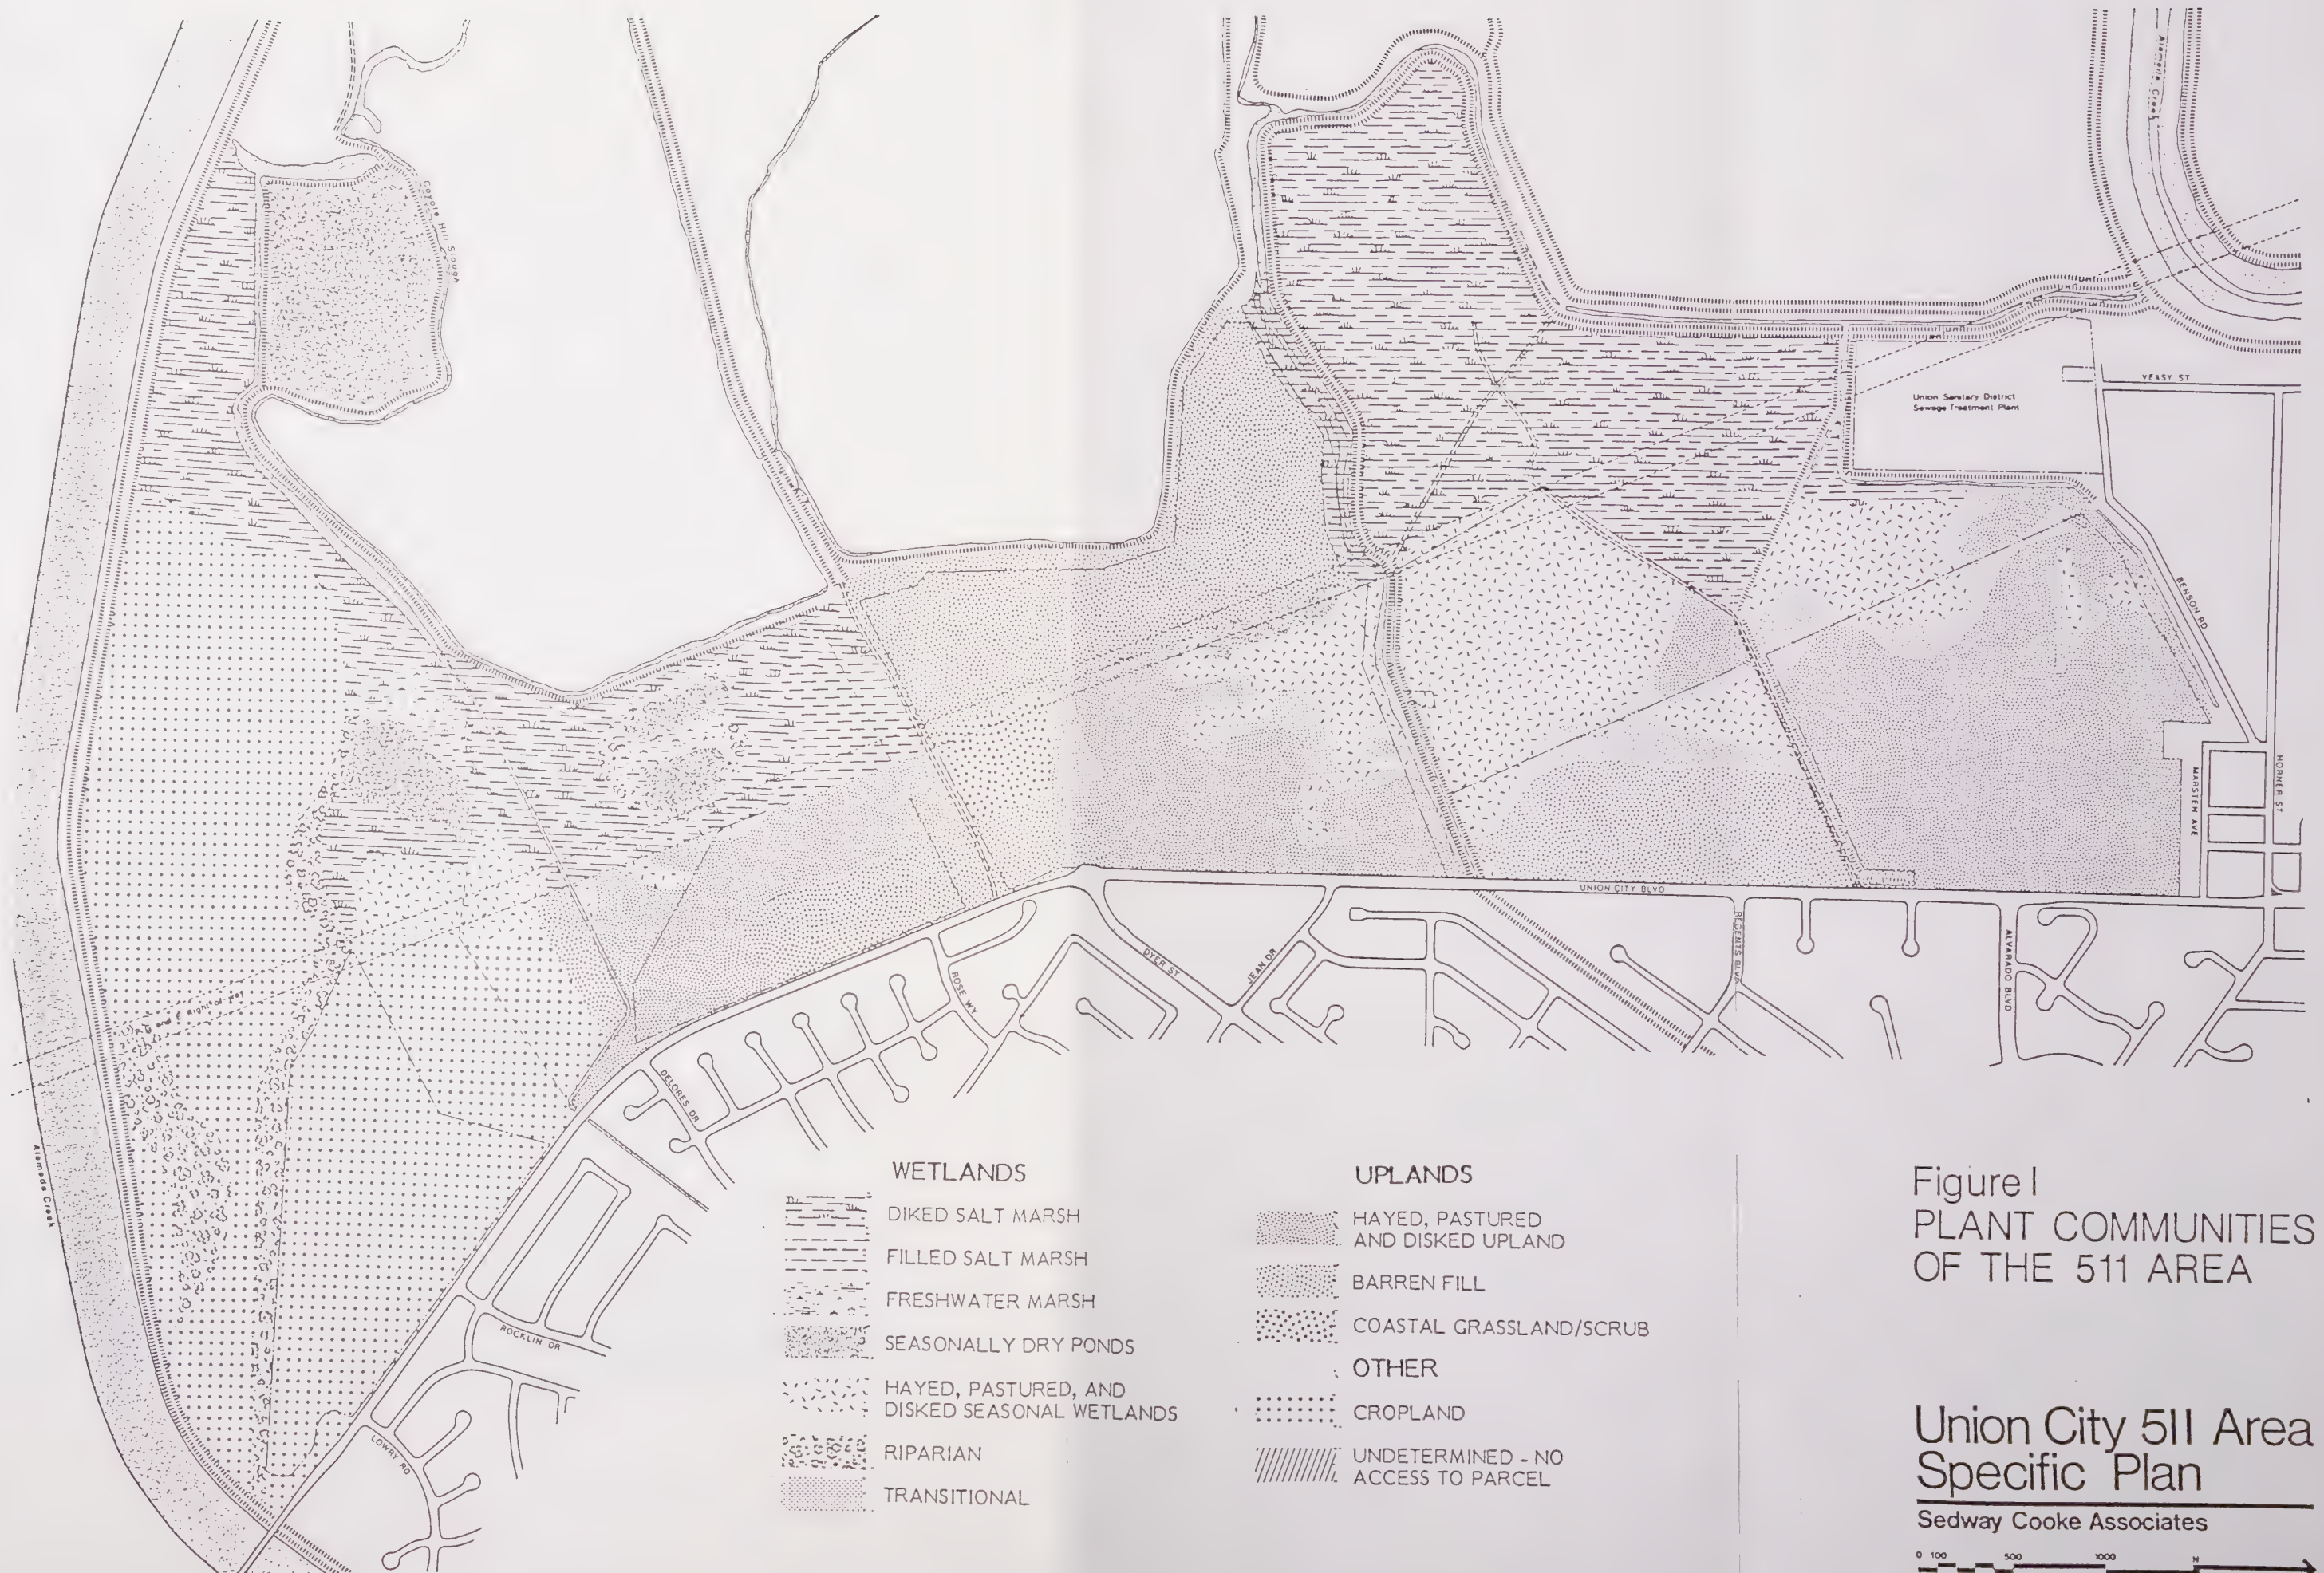 Alameda Creek
Coyote Hill Slough
VEASY ST
Union Sanitary District
Sewage Treatment Plant
BENSON RD
HORNER ST
MARSTEN AVE
UNION CITY BLVD
REGENTS BLVD
ALVARADO BLVD
DYER ST
JEAN DR
ROSE WY
DELORES DR
ROCKLIN DR
LOWRY RD
Alameda Creek
WETLANDS
DIKED SALT MARSH
FILLED SALT MARSH
FRESHWATER MARSH
SEASONALLY DRY PONDS
HAYED, PASTURED, AND
DISKED SEASONAL WETLANDS
RIPARIAN
TRANSITIONAL
UPLANDS
HAYED, PASTURED
AND DISKED UPLAND
BARREN FILL
COASTAL GRASSLAND/SCRUB
OTHER
CROPLAND
UNDETERMINED - NO
ACCESS TO PARCEL
Figure 1
PLANT COMMUNITIES
OF THE 511 AREA
Union City 511 Area
Specific Plan
Sedway Cooke Associates
0 100 500 1000 N